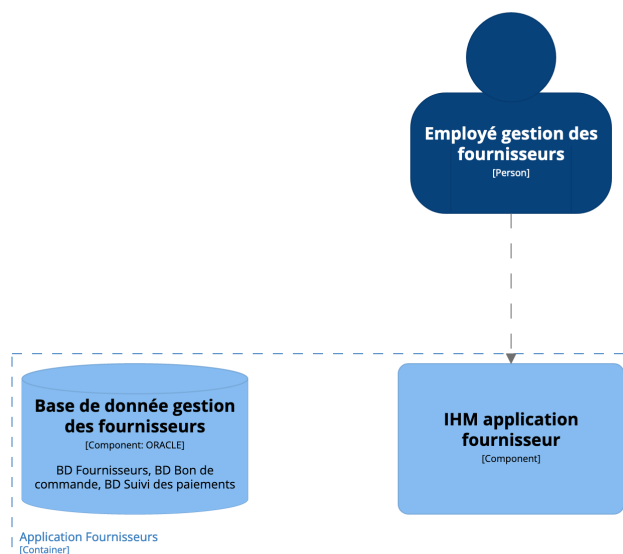 Employé gestion des
fournisseurs
[Person]
Base de donnée gestion
des fournisseurs
[Component: ORACLE]
BD Fournisseurs, BD Bon de
commande, BD Suivi des paiements
IHM application
fournisseur
[Component]
Application Fournisseurs
[Container]